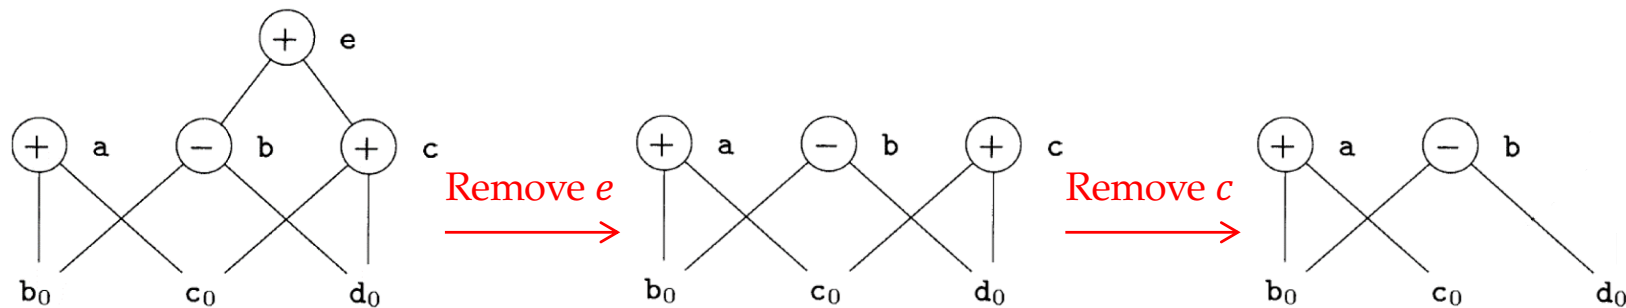 + e
+ a − b + c
b₀ c₀ d₀
Remove e
+ a − b + c
b₀ c₀ d₀
Remove c
+ a − b
b₀ c₀ d₀